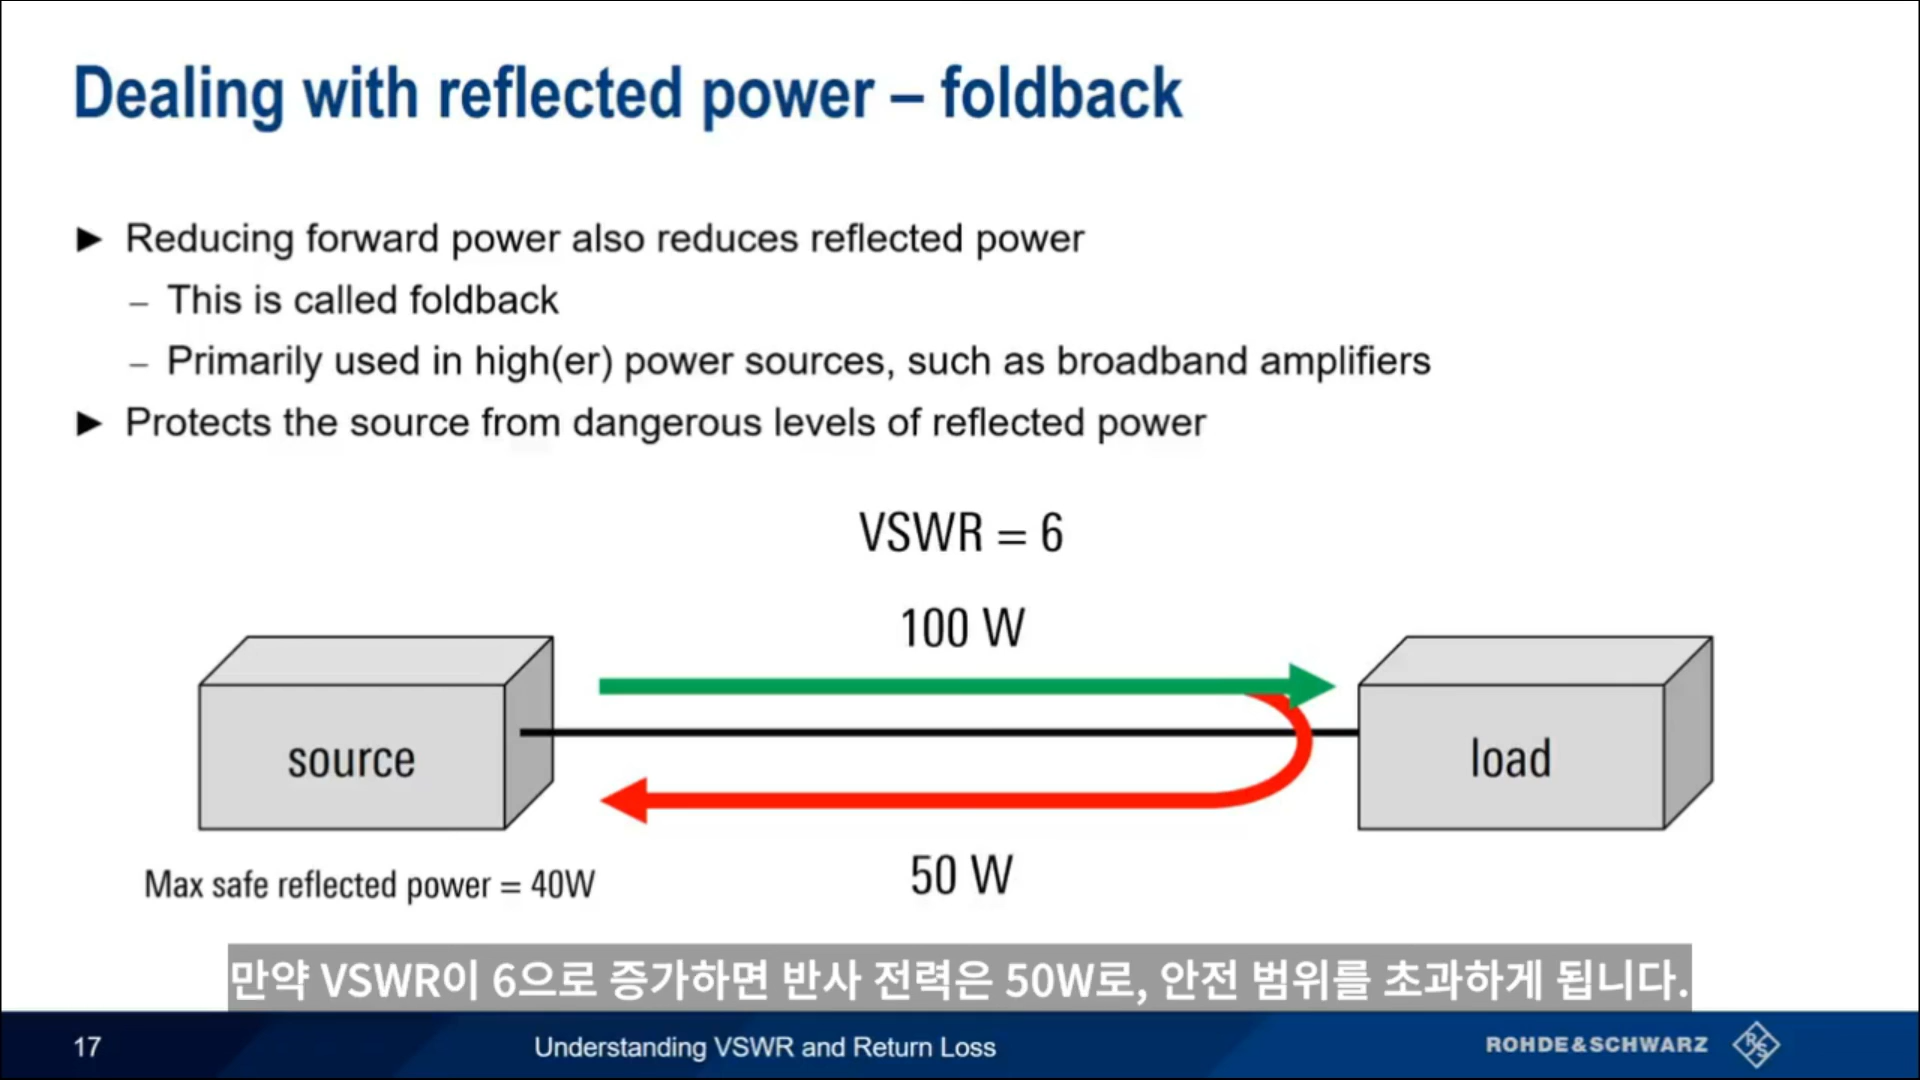 Dealing with reflected power – foldback
► Reducing forward power also reduces reflected power
– This is called foldback
– Primarily used in high(er) power sources, such as broadband amplifiers
► Protects the source from dangerous levels of reflected power
VSWR = 6
100 W
source
load
50 W
Max safe reflected power = 40W
만약 VSWR이 6으로 증가하면 반사 전력은 50W로, 안전 범위를 초과하게 됩니다.
17
Understanding VSWR and Return Loss
ROHDE&SCHWARZ
R&S